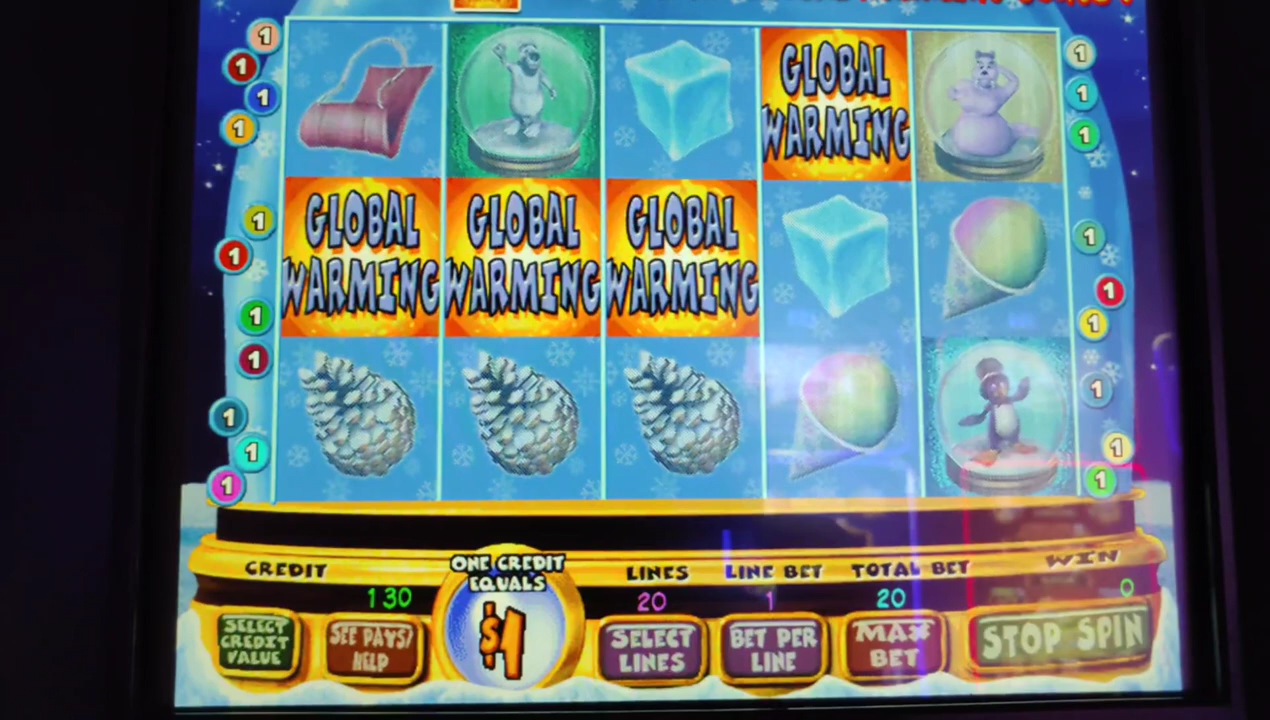 1
1
1
1
1
1
1
GLOBAL
WARMING
1
1
1
1
1
1
1
1
1
1
1
1
1
GLOBAL
WARMING
GLOBAL
WARMING
GLOBAL
WARMING
CREDIT
130
ONE CREDIT
EQUALS
$1
LINES
20
LINE BET
1
TOTAL BET
20
WIN
0
SELECT
CREDIT
VALUE
SEE PAYS/
HELP
SELECT
LINES
BET PER
LINE
MAX
BET
STOP SPIN